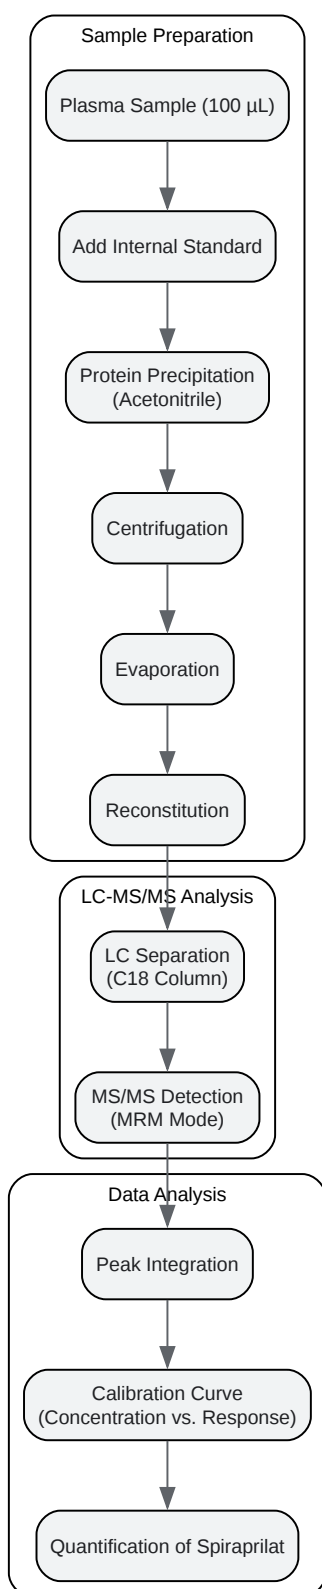 Sample Preparation
Plasma Sample (100 µL)
Add Internal Standard
Protein Precipitation
(Acetonitrile)
Centrifugation
Evaporation
Reconstitution
LC-MS/MS Analysis
LC Separation
(C18 Column)
MS/MS Detection
(MRM Mode)
Data Analysis
Peak Integration
Calibration Curve
(Concentration vs. Response)
Quantification of Spiraprilat